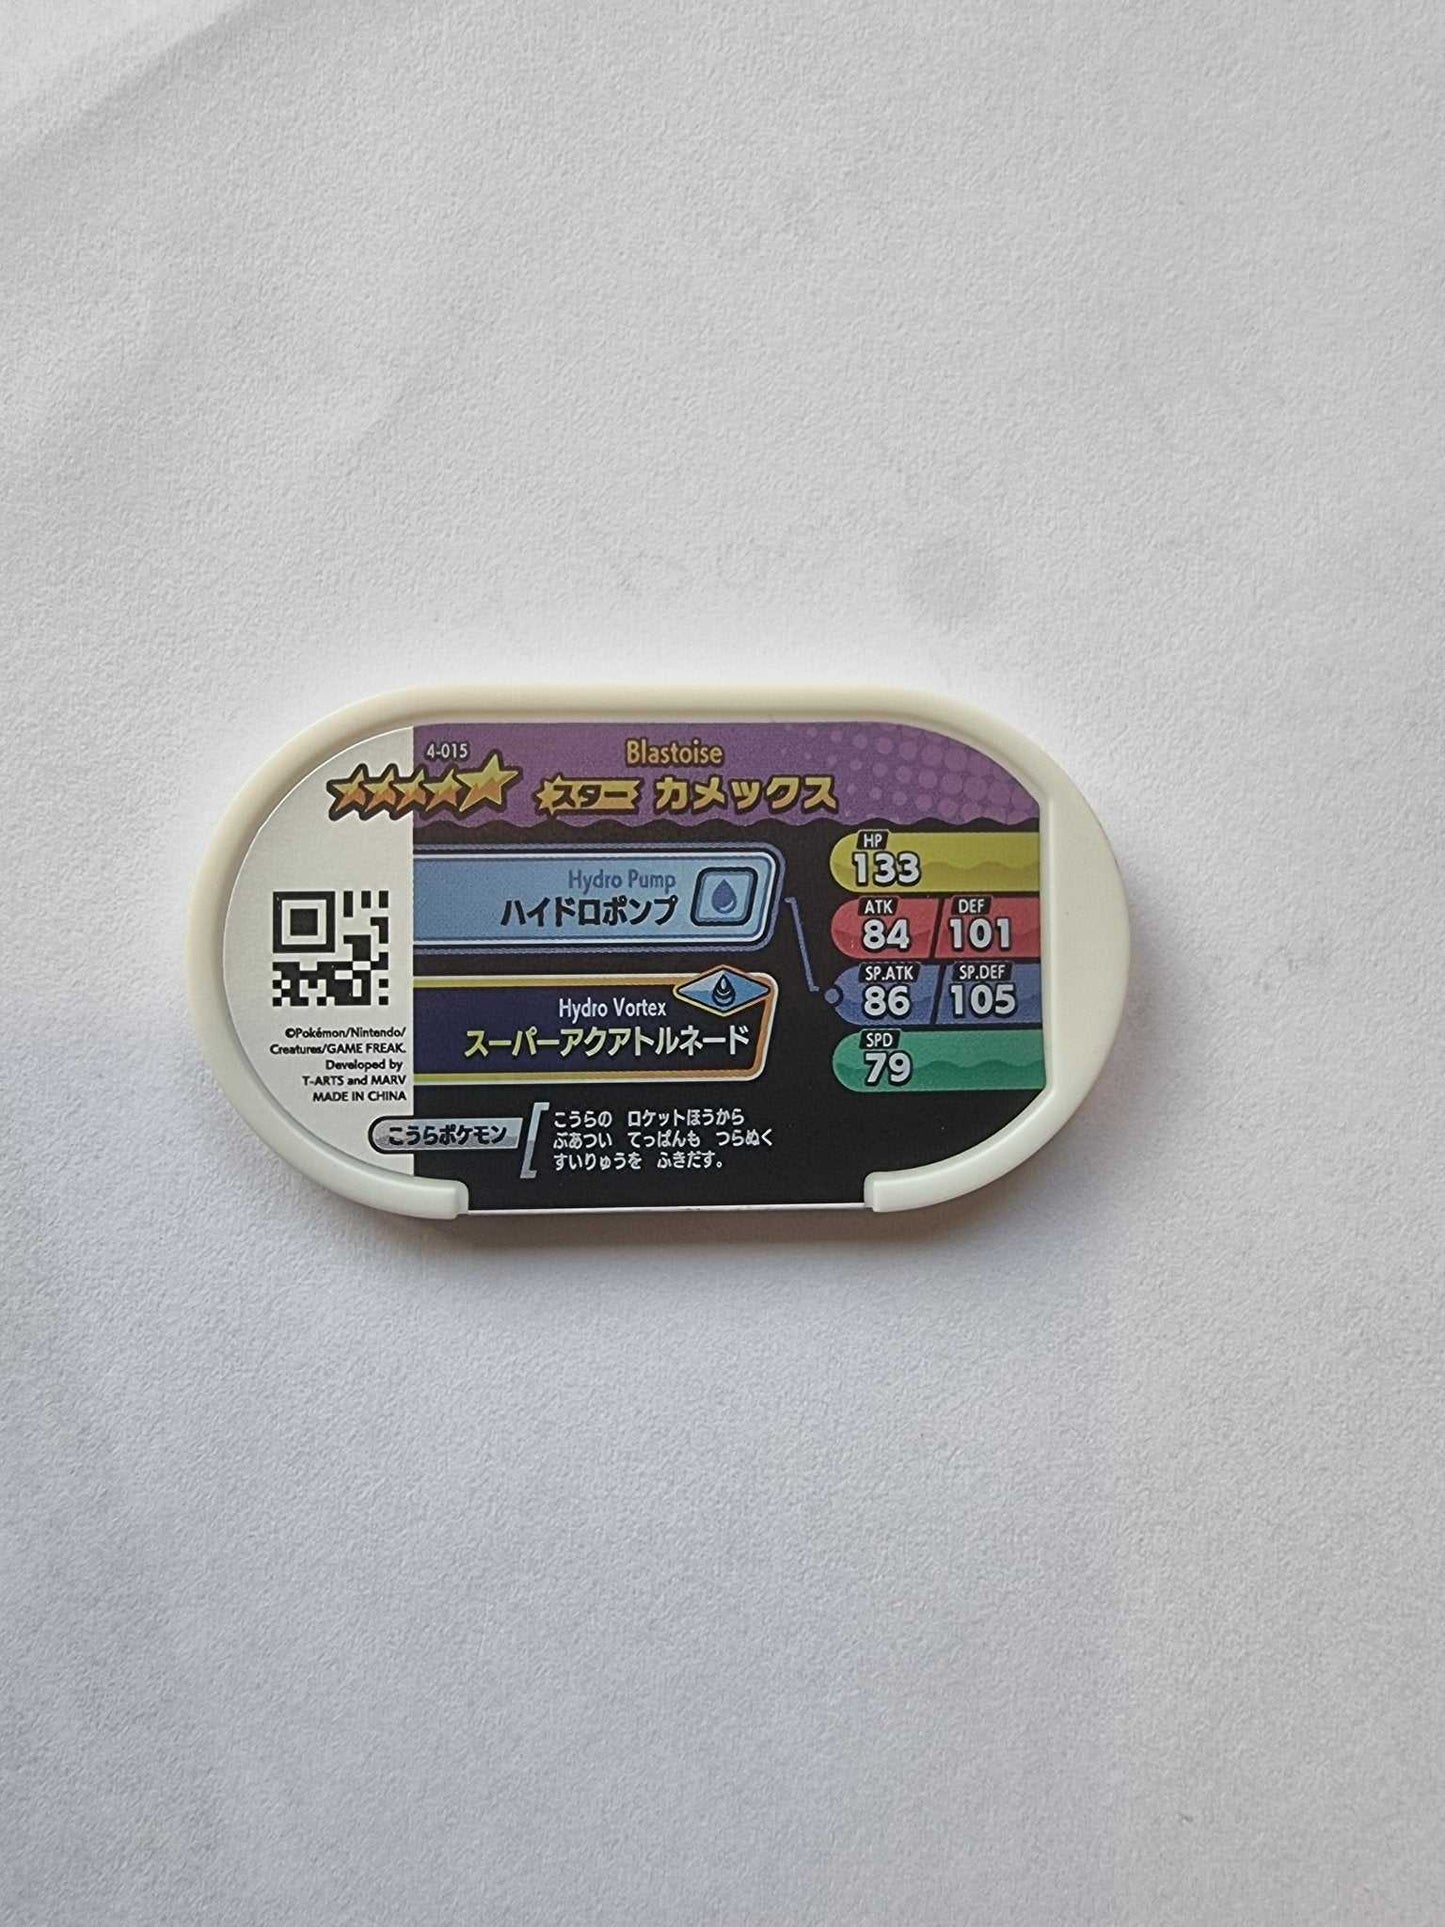 4-015
Blastoise
スター カメックス
Hydro Pump
ハイドロポンプ
Hydro Vortex
スーパーアクアトルネード
HP
133
ATK
84
DEF
101
SP.ATK
86
SP.DEF
105
SPD
79
©Pokémon/Nintendo/
Creatures/GAME FREAK.
Developed by
T-ARTS and MARV
MADE IN CHINA
こうらポケモン
こうらの ロケットほうから
ぶあつい てっぱんも つらぬく
すいりゅうを ふきだす。